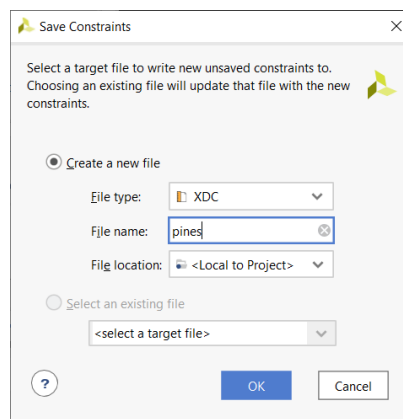 Save Constraints
Select a target file to write new unsaved constraints to.
Choosing an existing file will update that file with the new
constraints.
Create a new file
File type: XDC
File name: pines
File location: <Local to Project>
Select an existing file
<select a target file>
? OK Cancel